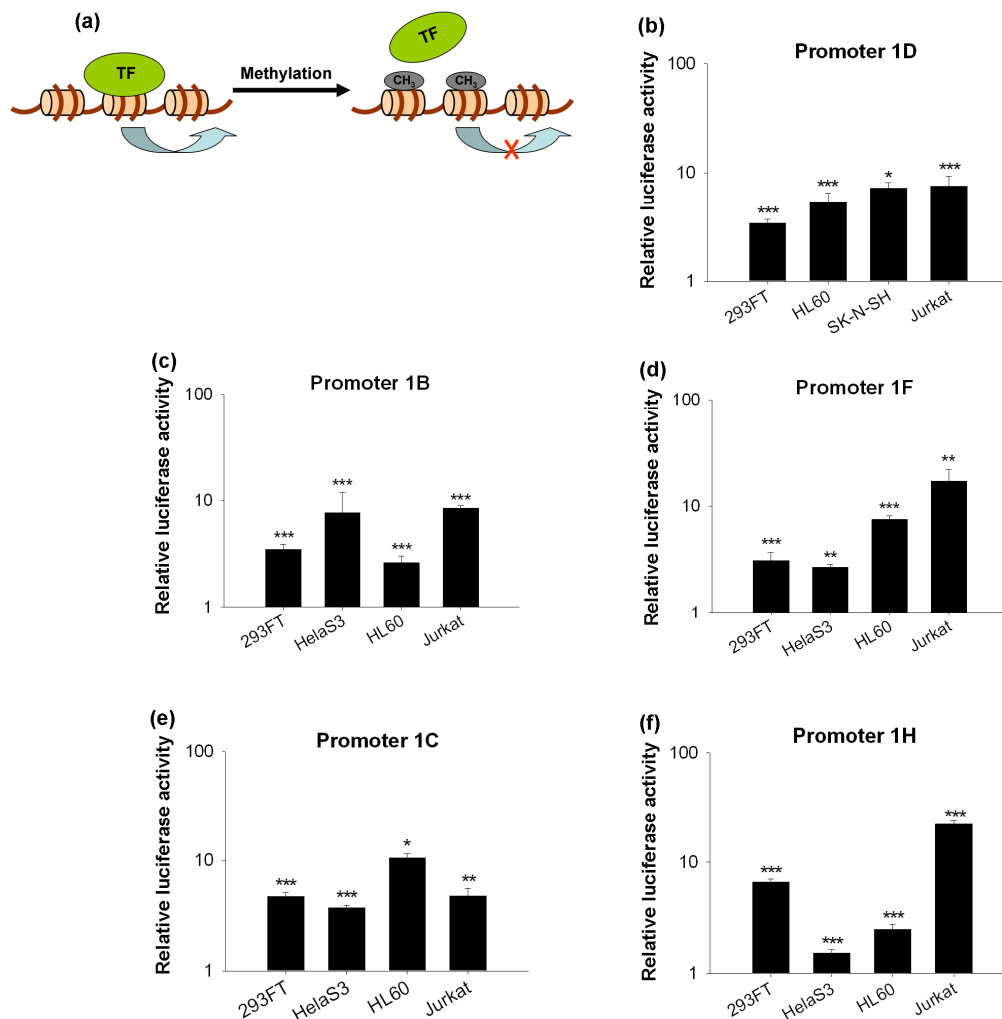 (a)
TF
Methylation
TF
CH3
CH3
(b)
Promoter 1D
Relative luciferase activity
100
10
1
***
***
*
***
293FT
HL60
SK-N-SH
Jurkat
(c)
Promoter 1B
Relative luciferase activity
100
10
1
***
***
***
***
293FT
HelaS3
HL60
Jurkat
(d)
Promoter 1F
Relative luciferase activity
100
10
1
***
**
***
**
293FT
HelaS3
HL60
Jurkat
(e)
Promoter 1C
Relative luciferase activity
100
10
1
***
***
*
**
293FT
HelaS3
HL60
Jurkat
(f)
Promoter 1H
Relative luciferase activity
100
10
1
***
***
***
***
293FT
HelaS3
HL60
Jurkat